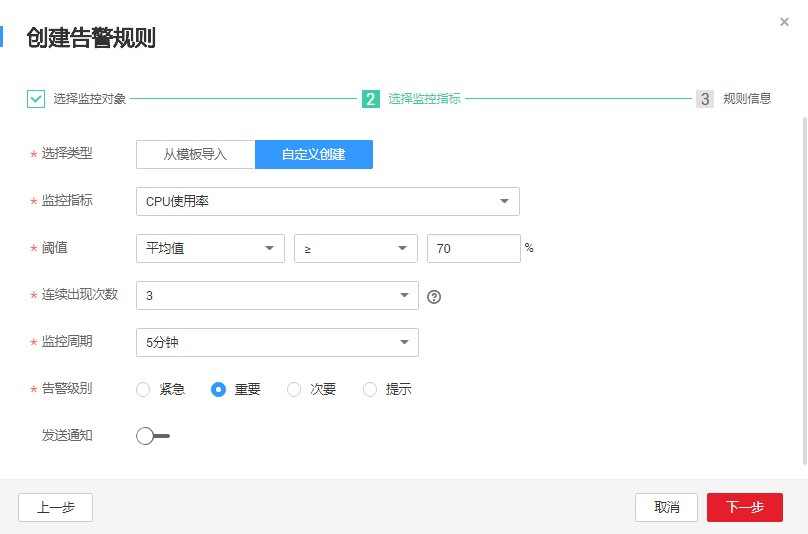 创建告警规则
×
选择监控对象 2 选择监控指标 3 规则信息
* 选择类型 从模板导入 自定义创建
* 监控指标 CPU使用率
* 阈值 平均值 ≥ 70 %
* 连续出现次数 3 ?
* 监控周期 5分钟
* 告警级别 紧急 重要 次要 提示
发送通知
上一步 取消 下一步